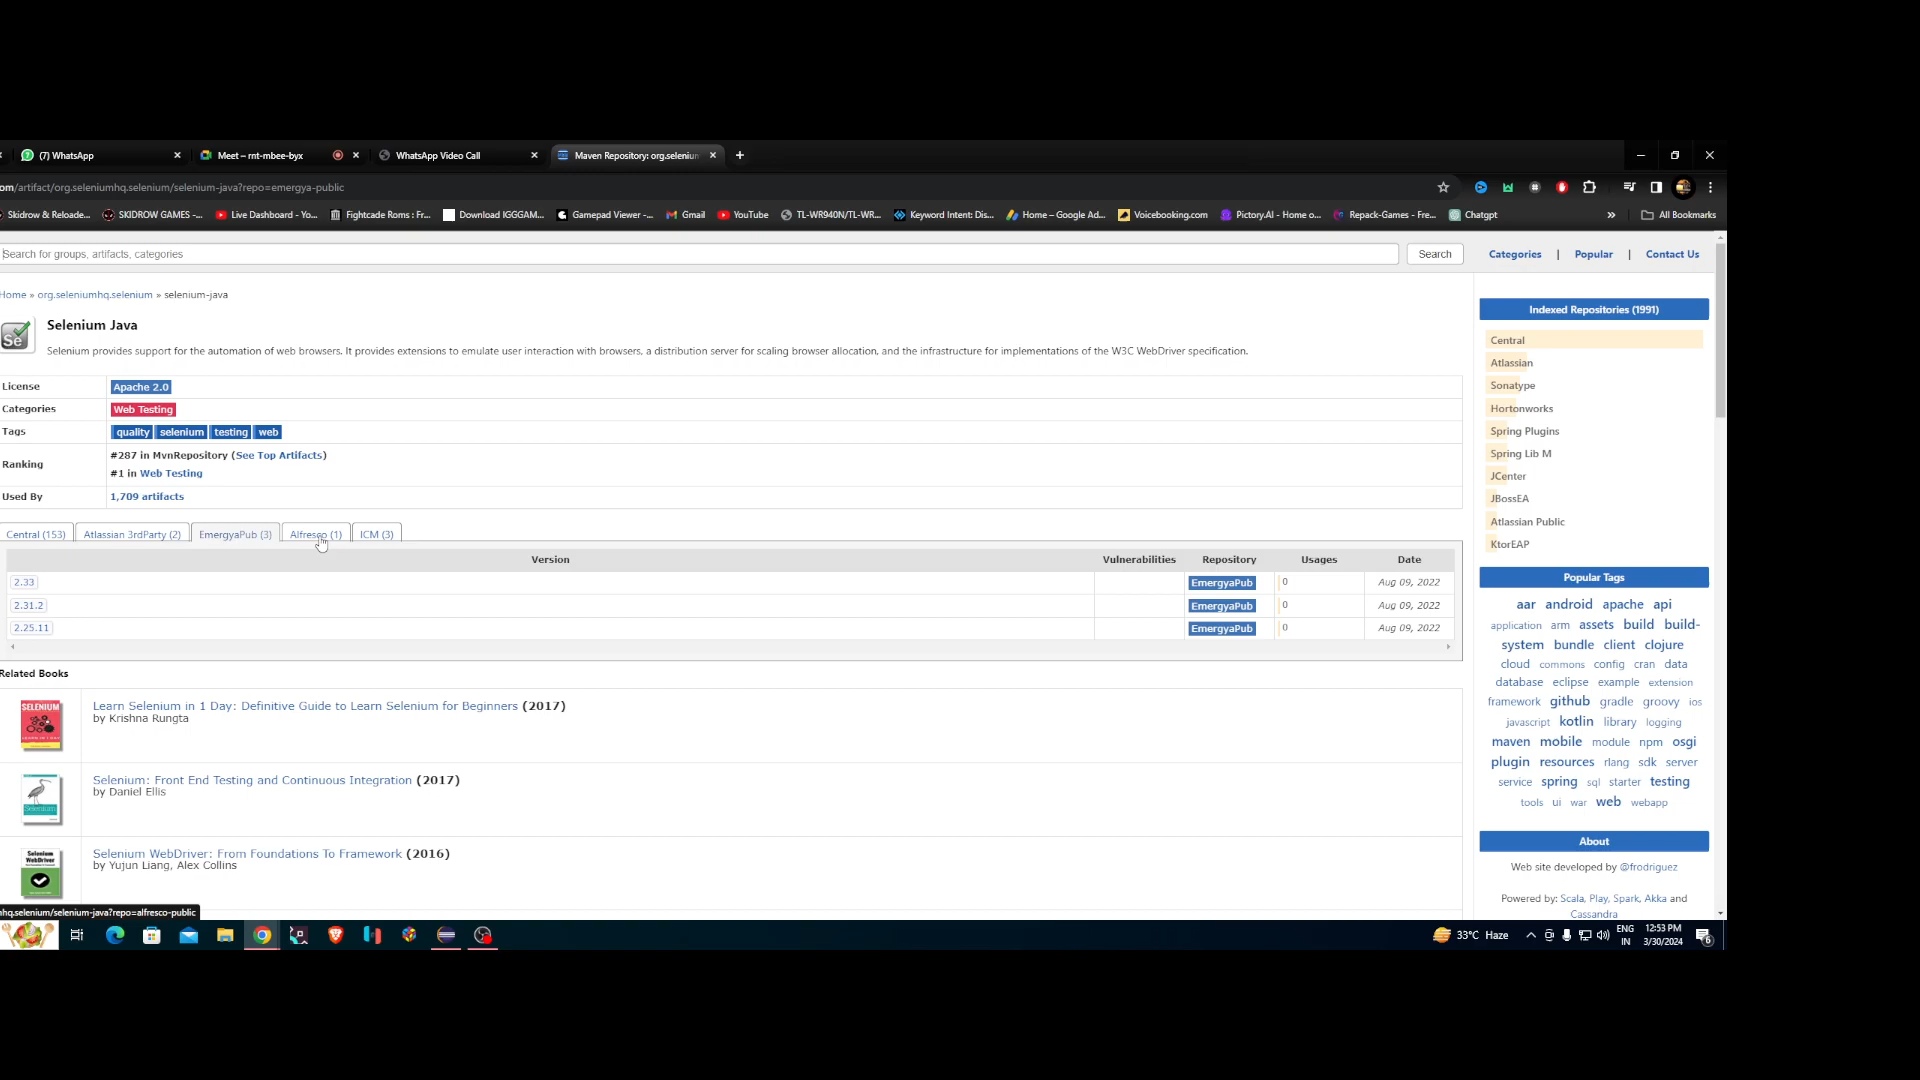 (7) WhatsApp
Meet – rnt-mbee-byx
WhatsApp Video Call
Maven Repository: org.seleniu
om/artifact/org.seleniumhq.selenium/selenium-java?repo=emergya-public
Skidrow & Reloade...
SKIDROW GAMES -...
Live Dashboard - Yo...
Fightcade Roms : Fr...
Download IGGGAM...
Gamepad Viewer -...
Gmail
YouTube
TL-WR940N/TL-WR...
Keyword Intent: Dis...
Home – Google Ad...
Voicebooking.com
Pictory.AI - Home o...
Repack-Games - Fre...
Chatgpt
»
All Bookmarks
Search for groups, artifacts, categories
Search
Categories | Popular | Contact Us
Home » org.seleniumhq.selenium » selenium-java
Se
Selenium Java
Selenium provides support for the automation of web browsers. It provides extensions to emulate user interaction with browsers, a distribution server for scaling browser allocation, and the infrastructure for implementations of the W3C WebDriver specification.
License Apache 2.0
Categories Web Testing
Tags quality selenium testing web
Ranking #287 in MvnRepository (See Top Artifacts)
#1 in Web Testing
Used By 1,709 artifacts
Central (153) Atlassian 3rdParty (2) EmergyaPub (3) Alfresco (1) ICM (3)
Version Vulnerabilities Repository Usages Date
2.33 EmergyaPub 0 Aug 09, 2022
2.31.2 EmergyaPub 0 Aug 09, 2022
2.25.11 EmergyaPub 0 Aug 09, 2022
Related Books
SELENIUM
Learn Selenium in 1 Day: Definitive Guide to Learn Selenium for Beginners (2017)
by Krishna Rungta
Selenium
Selenium: Front End Testing and Continuous Integration (2017)
by Daniel Ellis
Selenium
WebDriver
Selenium WebDriver: From Foundations To Framework (2016)
by Yujun Liang, Alex Collins
Indexed Repositories (1991)
Central
Atlassian
Sonatype
Hortonworks
Spring Plugins
Spring Lib M
JCenter
JBossEA
Atlassian Public
KtorEAP
Popular Tags
aar android apache api
application arm assets build build-
system bundle client clojure
cloud commons config cran data
database eclipse example extension
framework github gradle groovy ios
javascript kotlin library logging
maven mobile module npm osgi
plugin resources rlang sdk server
service spring sql starter testing
tools ui war web webapp
About
Web site developed by @frodriguez
Powered by: Scala, Play, Spark, Akka and
Cassandra
hq.selenium/selenium-java?repo=alfresco-public
33°C Haze
ENG
IN
12:53 PM
3/30/2024
6